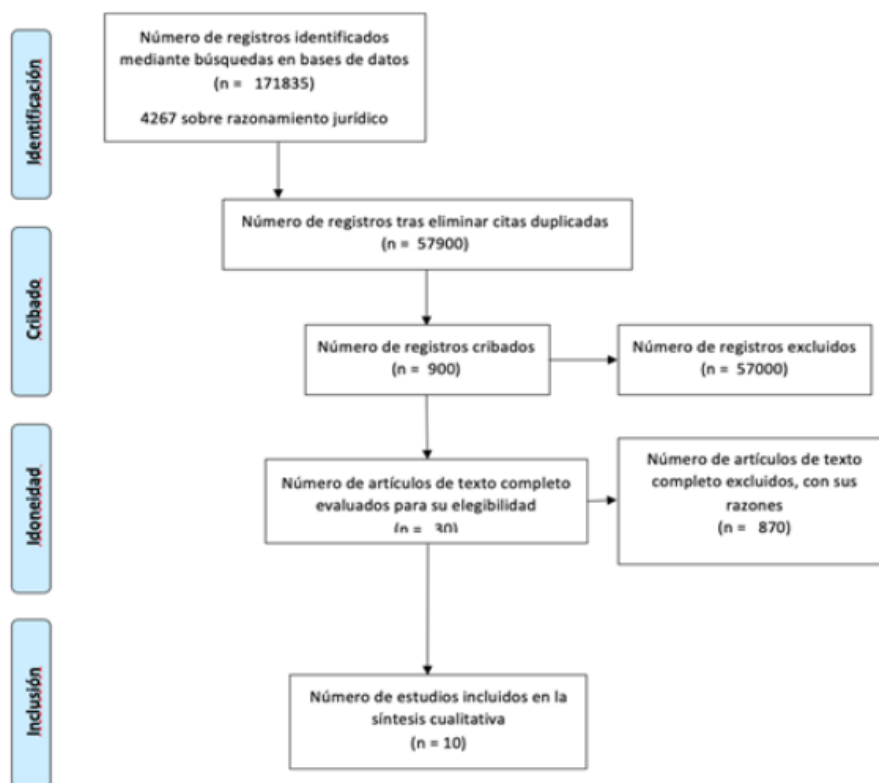 Identificación
Número de registros identificados
mediante búsquedas en bases de datos
(n = 171835)
4267 sobre razonamiento jurídico
Número de registros tras eliminar citas duplicadas
(n = 57900)
Cribado
Número de registros cribados
(n = 900)
Número de registros excluidos
(n = 57000)
Idoneidad
Número de artículos de texto completo
evaluados para su elegibilidad
(n = 30)
Número de artículos de texto
completo excluidos, con sus
razones
(n = 870)
Inclusión
Número de estudios incluidos en la
síntesis cualitativa
(n = 10)